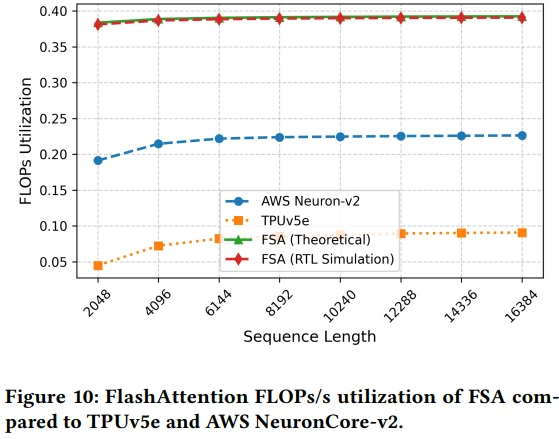 0.40
0.35
0.30
0.25
0.20
0.15
0.10
0.05
FLOPs Utilization
AWS Neuron-v2
TPUv5e
FSA (Theoretical)
FSA (RTL Simulation)
2048
4096
6144
8192
10240
12288
14336
16384
Sequence Length
Figure 10: FlashAttention FLOPs/s utilization of FSA com-
pared to TPUv5e and AWS NeuronCore-v2.